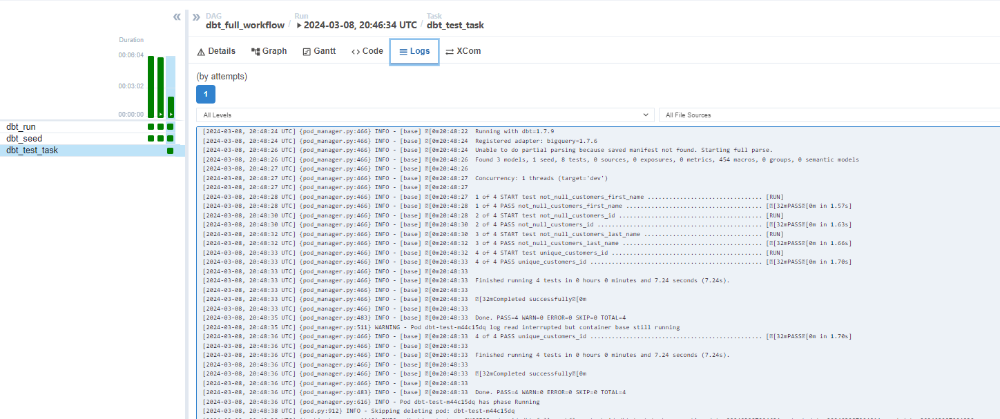 DAG
dbt_full_workflow / Run 2024-03-08, 20:46:34 UTC / Task dbt_test_task
Details Graph Gantt Code Logs XCom
Duration
00:06:04
00:03:02
00:00:00
dbt_run
dbt_seed
dbt_test_task
(by attempts)
1
All Levels
All File Sources
[2024-03-08, 20:48:24 UTC] {pod_manager.py:466} INFO - [base] [0m20:48:22  Running with dbt=1.7.9
[2024-03-08, 20:48:24 UTC] {pod_manager.py:466} INFO - [base] [0m20:48:24  Registered adapter: bigquery=1.7.6
[2024-03-08, 20:48:26 UTC] {pod_manager.py:466} INFO - [base] [0m20:48:24  Unable to do partial parsing because saved manifest not found. Starting full parse.
[2024-03-08, 20:48:26 UTC] {pod_manager.py:466} INFO - [base] [0m20:48:26  Found 3 models, 1 seed, 8 tests, 0 sources, 0 exposures, 0 metrics, 454 macros, 0 groups, 0 semantic models
[2024-03-08, 20:48:27 UTC] {pod_manager.py:466} INFO - [base] [0m20:48:26
[2024-03-08, 20:48:27 UTC] {pod_manager.py:466} INFO - [base] [0m20:48:27  Concurrency: 1 threads (target='dev')
[2024-03-08, 20:48:27 UTC] {pod_manager.py:466} INFO - [base] [0m20:48:27
[2024-03-08, 20:48:28 UTC] {pod_manager.py:466} INFO - [base] [0m20:48:27  1 of 4 START test not_null_customers_first_name ................................ [RUN]
[2024-03-08, 20:48:28 UTC] {pod_manager.py:466} INFO - [base] [0m20:48:28  1 of 4 PASS not_null_customers_first_name ...................................... [[32mPASS[0m in 1.57s]
[2024-03-08, 20:48:30 UTC] {pod_manager.py:466} INFO - [base] [0m20:48:28  2 of 4 START test not_null_customers_id ........................................ [RUN]
[2024-03-08, 20:48:30 UTC] {pod_manager.py:466} INFO - [base] [0m20:48:30  2 of 4 PASS not_null_customers_id .............................................. [[32mPASS[0m in 1.63s]
[2024-03-08, 20:48:32 UTC] {pod_manager.py:466} INFO - [base] [0m20:48:30  3 of 4 START test not_null_customers_last_name ................................. [RUN]
[2024-03-08, 20:48:32 UTC] {pod_manager.py:466} INFO - [base] [0m20:48:32  3 of 4 PASS not_null_customers_last_name ....................................... [[32mPASS[0m in 1.66s]
[2024-03-08, 20:48:33 UTC] {pod_manager.py:466} INFO - [base] [0m20:48:32  4 of 4 START test unique_customers_id .......................................... [RUN]
[2024-03-08, 20:48:33 UTC] {pod_manager.py:466} INFO - [base] [0m20:48:33  4 of 4 PASS unique_customers_id ................................................ [[32mPASS[0m in 1.70s]
[2024-03-08, 20:48:33 UTC] {pod_manager.py:466} INFO - [base] [0m20:48:33
[2024-03-08, 20:48:33 UTC] {pod_manager.py:466} INFO - [base] [0m20:48:33  Finished running 4 tests in 0 hours 0 minutes and 7.24 seconds (7.24s).
[2024-03-08, 20:48:33 UTC] {pod_manager.py:466} INFO - [base] [0m20:48:33
[2024-03-08, 20:48:33 UTC] {pod_manager.py:466} INFO - [base] [0m20:48:33  [32mCompleted successfully[0m
[2024-03-08, 20:48:33 UTC] {pod_manager.py:466} INFO - [base] [0m20:48:33
[2024-03-08, 20:48:35 UTC] {pod_manager.py:483} INFO - [base] [0m20:48:33  Done. PASS=4 WARN=0 ERROR=0 SKIP=0 TOTAL=4
[2024-03-08, 20:48:35 UTC] {pod_manager.py:511} WARNING - Pod dbt-test-m44c15dq log read interrupted but container base still running
[2024-03-08, 20:48:36 UTC] {pod_manager.py:466} INFO - [base] [0m20:48:33  4 of 4 PASS unique_customers_id ................................................ [[32mPASS[0m in 1.70s]
[2024-03-08, 20:48:36 UTC] {pod_manager.py:466} INFO - [base] [0m20:48:33
[2024-03-08, 20:48:36 UTC] {pod_manager.py:466} INFO - [base] [0m20:48:33  Finished running 4 tests in 0 hours 0 minutes and 7.24 seconds (7.24s).
[2024-03-08, 20:48:36 UTC] {pod_manager.py:466} INFO - [base] [0m20:48:33
[2024-03-08, 20:48:36 UTC] {pod_manager.py:466} INFO - [base] [0m20:48:33  [32mCompleted successfully[0m
[2024-03-08, 20:48:36 UTC] {pod_manager.py:466} INFO - [base] [0m20:48:33
[2024-03-08, 20:48:36 UTC] {pod_manager.py:483} INFO - [base] [0m20:48:33  Done. PASS=4 WARN=0 ERROR=0 SKIP=0 TOTAL=4
[2024-03-08, 20:48:36 UTC] {pod_manager.py:616} INFO - Pod dbt-test-m44c15dq has phase Running
[2024-03-08, 20:48:38 UTC] {pod.py:912} INFO - Skipping deleting pod: dbt-test-m44c15dq